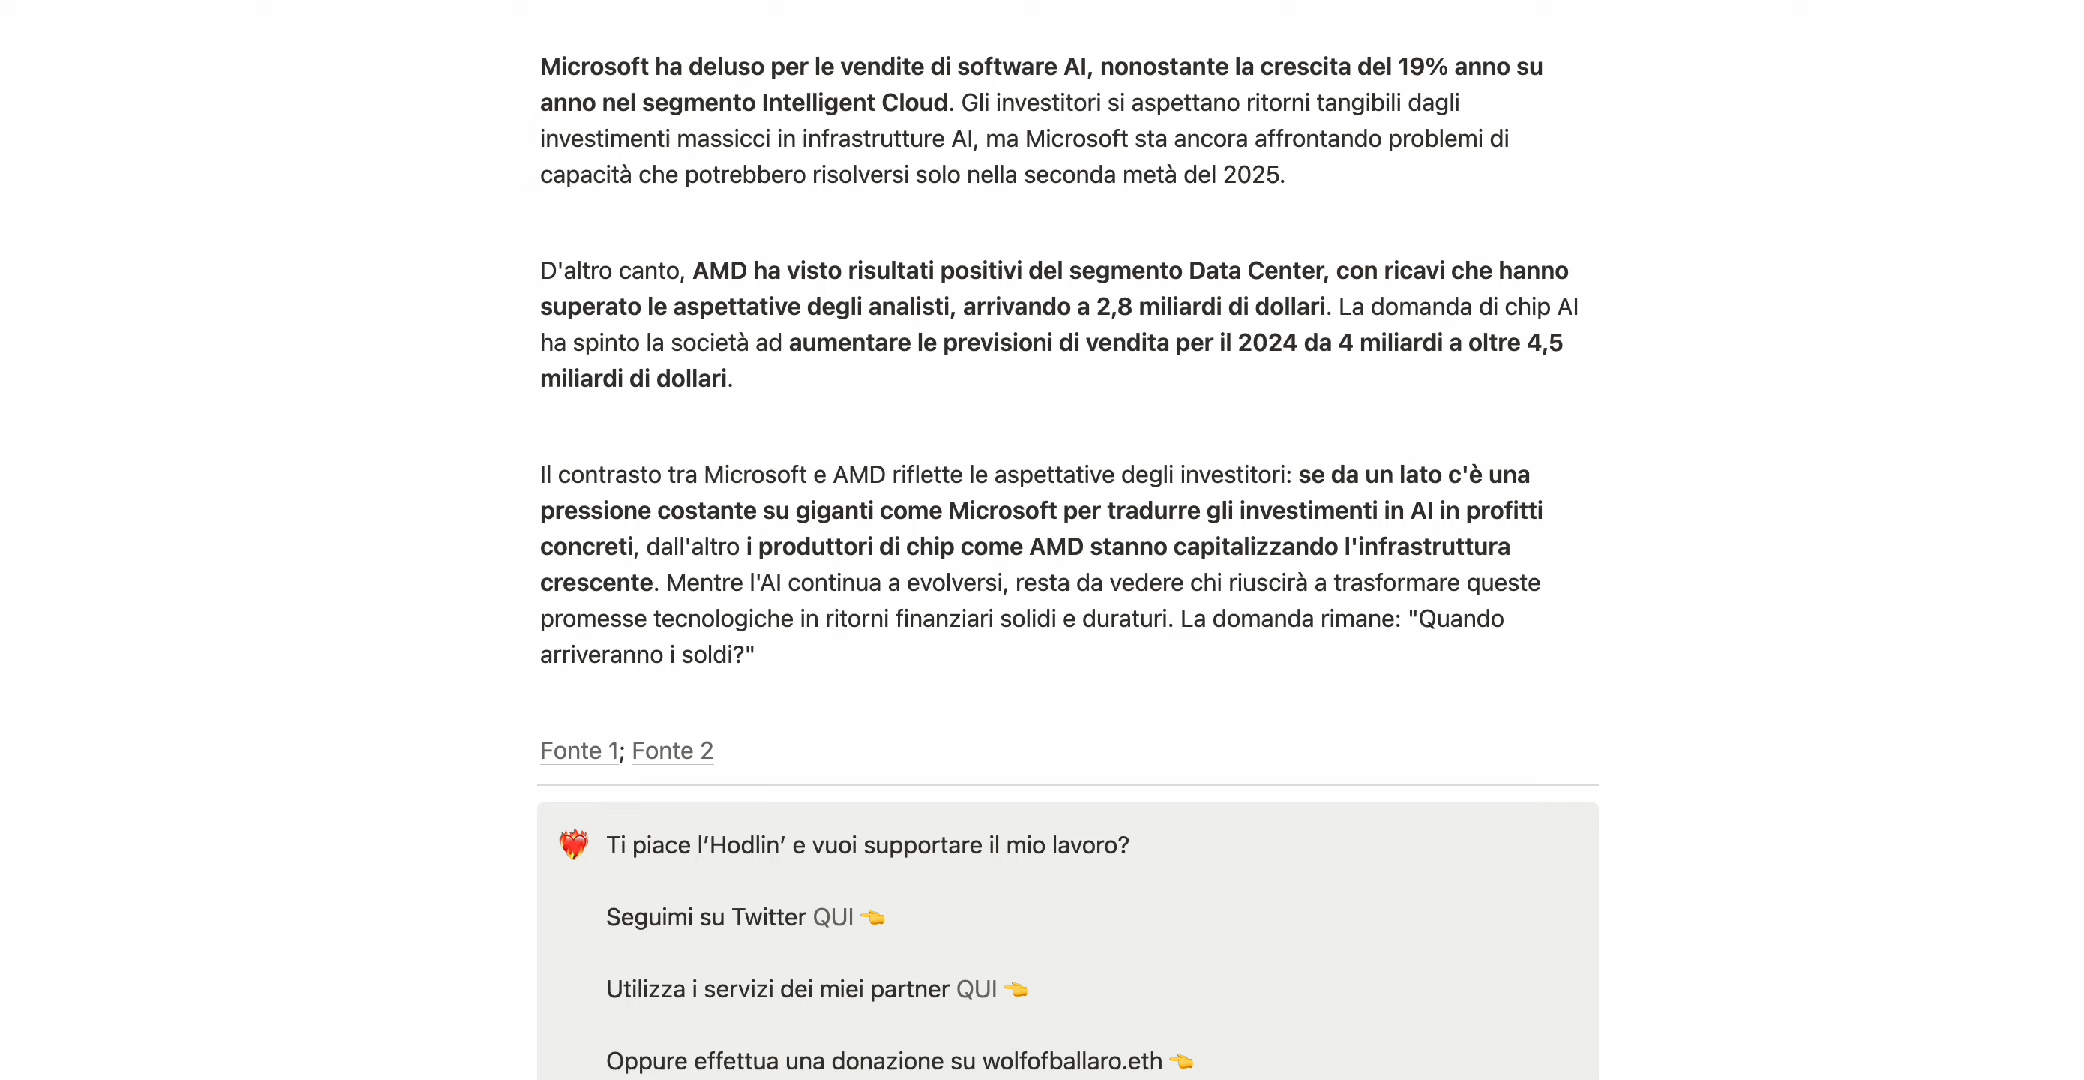 Microsoft ha deluso per le vendite di software AI, nonostante la crescita del 19% anno su
anno nel segmento Intelligent Cloud. Gli investitori si aspettano ritorni tangibili dagli
investimenti massicci in infrastrutture AI, ma Microsoft sta ancora affrontando problemi di
capacità che potrebbero risolversi solo nella seconda metà del 2025.
D'altro canto, AMD ha visto risultati positivi del segmento Data Center, con ricavi che hanno
superato le aspettative degli analisti, arrivando a 2,8 miliardi di dollari. La domanda di chip AI
ha spinto la società ad aumentare le previsioni di vendita per il 2024 da 4 miliardi a oltre 4,5
miliardi di dollari.
Il contrasto tra Microsoft e AMD riflette le aspettative degli investitori: se da un lato c'è una
pressione costante su giganti come Microsoft per tradurre gli investimenti in AI in profitti
concreti, dall'altro i produttori di chip come AMD stanno capitalizzando l'infrastruttura
crescente. Mentre l'AI continua a evolversi, resta da vedere chi riuscirà a trasformare queste
promesse tecnologiche in ritorni finanziari solidi e duraturi. La domanda rimane: "Quando
arriveranno i soldi?"
Fonte 1; Fonte 2
Ti piace l’Hodlin’ e vuoi supportare il mio lavoro?
Seguimi su Twitter QUI 👈
Utilizza i servizi dei miei partner QUI 👈
Oppure effettua una donazione su wolfofballaro.eth 👈